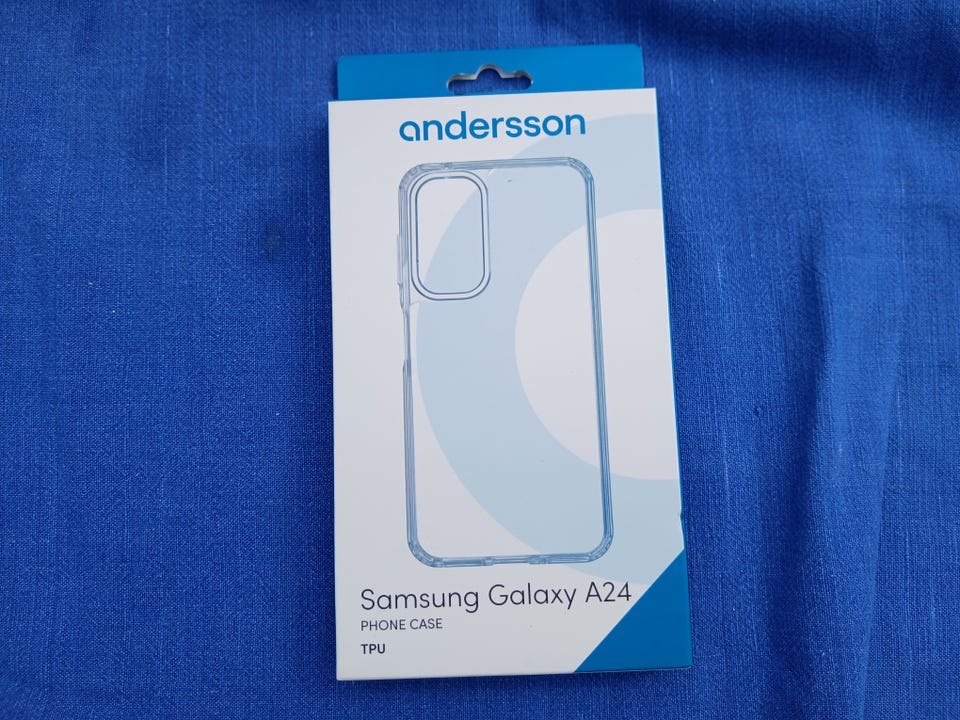 andersson
Samsung Galaxy A24
PHONE CASE
TPU